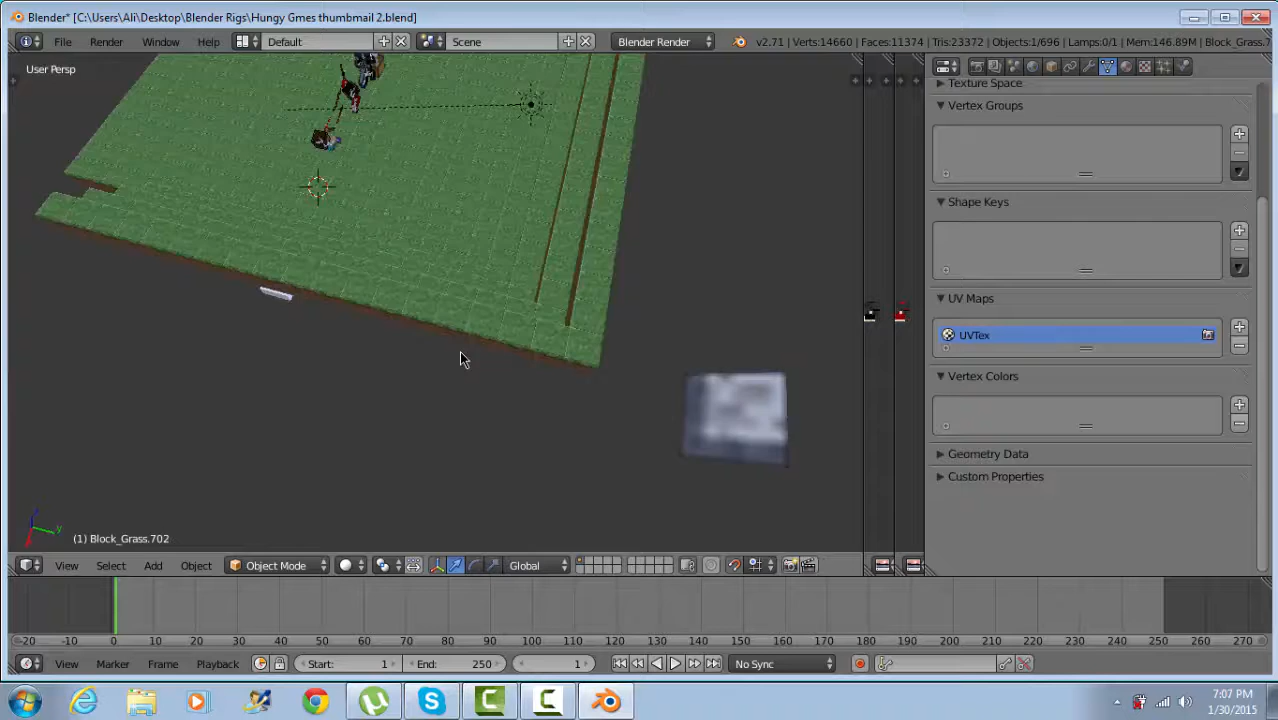 Blender* [C:\Users\Ali\Desktop\Blender Rigs\Hungy Gmes thumbmail 2.blend]
File Render Window Help Default Scene Blender Render v2.71 | Verts:14660 | Faces:11374 | Tris:23372 | Objects:1/696 | Lamps:0/1 | Mem:146.89M | Block_Grass.7
User Persp
Texture Space
Vertex Groups
Shape Keys
UV Maps
UVTex
Vertex Colors
Geometry Data
Custom Properties
(1) Block_Grass.702
View Select Add Object Object Mode Global
-20 -10 0 10 20 30 40 50 60 70 80 90 100 110 120 130 140 150 160 170 180 190 200 210 220 230 240 250 260 270
View Marker Frame Playback Start: 1 End: 250 1 No Sync
7:07 PM
1/30/2015